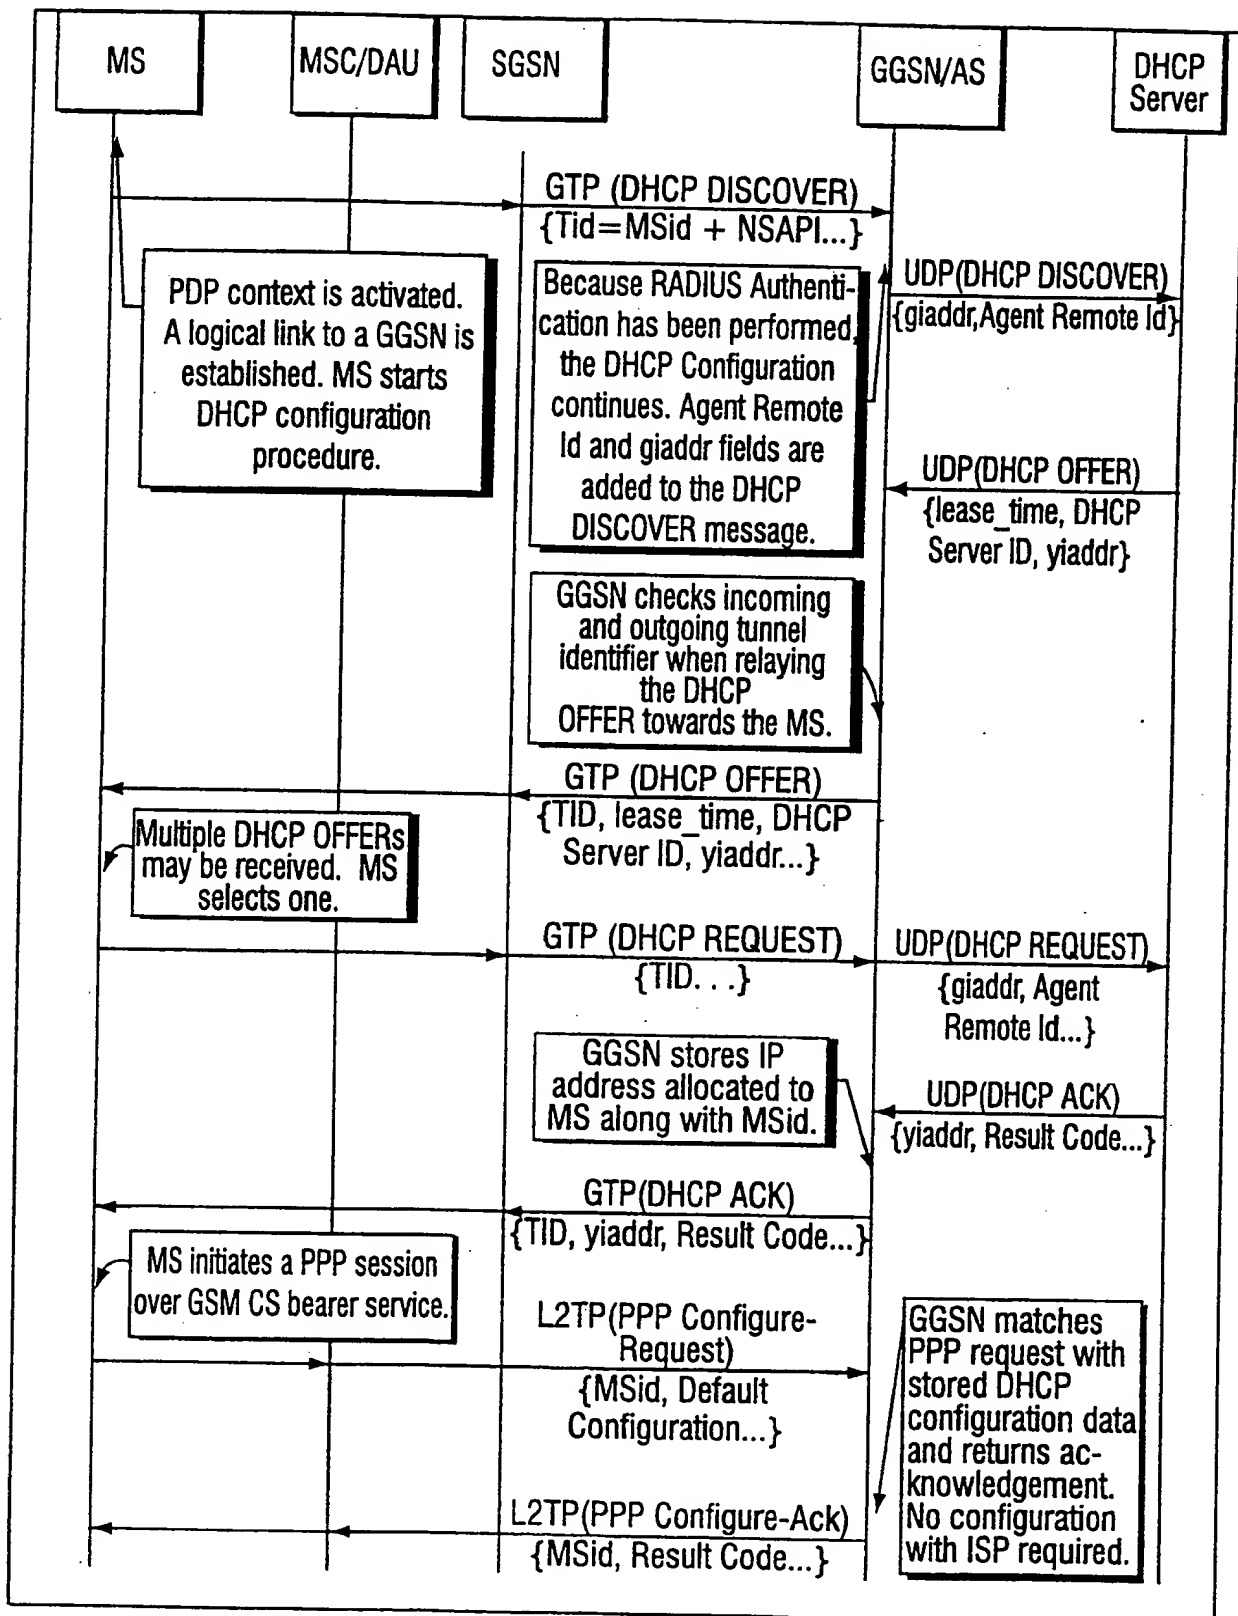 MS
MSC/DAU
SGSN
GGSN/AS
DHCP
Server
GTP (DHCP DISCOVER)
{Tid=MSid + NSAPI...}
PDP context is activated.
A logical link to a GGSN is
established. MS starts
DHCP configuration
procedure.
Because RADIUS Authenti-
cation has been performed,
the DHCP Configuration
continues. Agent Remote
Id and giaddr fields are
added to the DHCP
DISCOVER message.
UDP(DHCP DISCOVER)
{giaddr,Agent Remote Id}
UDP(DHCP OFFER)
{lease_time, DHCP
Server ID, yiaddr}
GGSN checks incoming
and outgoing tunnel
identifier when relaying
the DHCP
OFFER towards the MS.
GTP (DHCP OFFER)
{TID, lease_time, DHCP
Server ID, yiaddr...}
Multiple DHCP OFFERs
may be received. MS
selects one.
GTP (DHCP REQUEST)
{TID. . .}
UDP(DHCP REQUEST)
{giaddr, Agent
Remote Id...}
GGSN stores IP
address allocated to
MS along with MSid.
UDP(DHCP ACK)
{yiaddr, Result Code...}
GTP(DHCP ACK)
{TID, yiaddr, Result Code...}
MS initiates a PPP session
over GSM CS bearer service.
L2TP(PPP Configure-
Request)
{MSid, Default
Configuration...}
GGSN matches
PPP request with
stored DHCP
configuration data
and returns ac-
knowledgement.
No configuration
with ISP required.
L2TP(PPP Configure-Ack)
{MSid, Result Code...}